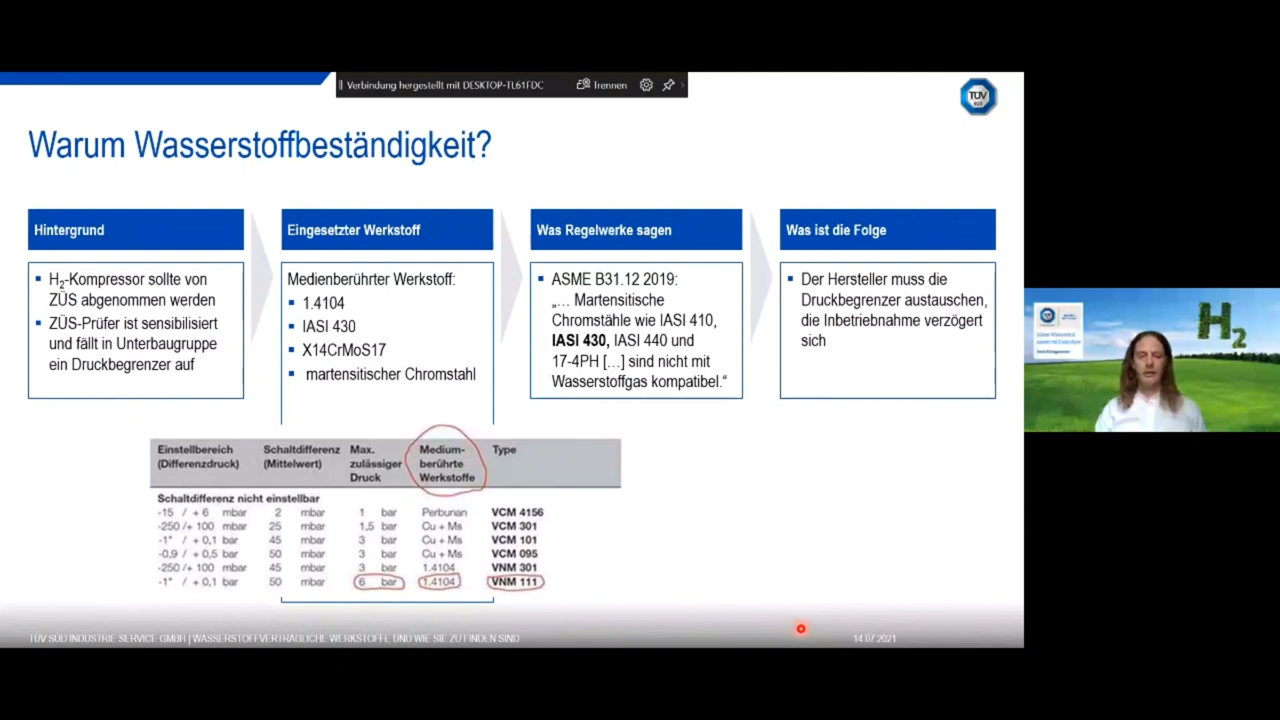 Verbindung hergestellt mit DESKTOP-TL61FDC Trennen
TÜV
SÜD
Warum Wasserstoffbeständigkeit?
Hintergrund
H2-Kompressor sollte von
ZÜS abgenommen werden
ZÜS-Prüfer ist sensibilisiert
und fällt in Unterbaugruppe
ein Druckbegrenzer auf
Eingesetzter Werkstoff
Medienberührter Werkstoff:
1.4104
IASI 430
X14CrMoS17
martensitischer Chromstahl
Was Regelwerke sagen
ASME B31.12 2019:
„… Martensitische
Chromstähle wie IASI 410,
IASI 430, IASI 440 und
17-4PH [...] sind nicht mit
Wasserstoffgas kompatibel.“
Was ist die Folge
Der Hersteller muss die
Druckbegrenzer austauschen,
die Inbetriebnahme verzögert
sich
H2
Einstellbereich Schaltdifferenz Max. Medium- Type
(Differenzdruck) (Mittelwert) zulässiger berührte
Druck Werkstoffe
Schaltdifferenz nicht einstellbar
-15 / + 6 mbar 2 mbar 1 bar Perbunan VCM 4156
-250 /+ 100 mbar 25 mbar 1,5 bar Cu + Ms VCM 301
-1* / + 0,1 bar 45 mbar 3 bar Cu + Ms VCM 101
-0,9 / + 0,5 bar 50 mbar 3 bar Cu + Ms VCM 095
-250 /+ 100 mbar 45 mbar 3 bar 1.4104 VNM 301
-1* / + 0,1 bar 50 mbar 6 bar 1.4104 VNM 111
TÜV SÜD INDUSTRIE SERVICE GMBH | WASSERSTOFF VERTRÄGLICHE WERKSTOFFE UND WIE SIE ZU FINDEN SIND 14.07.2021